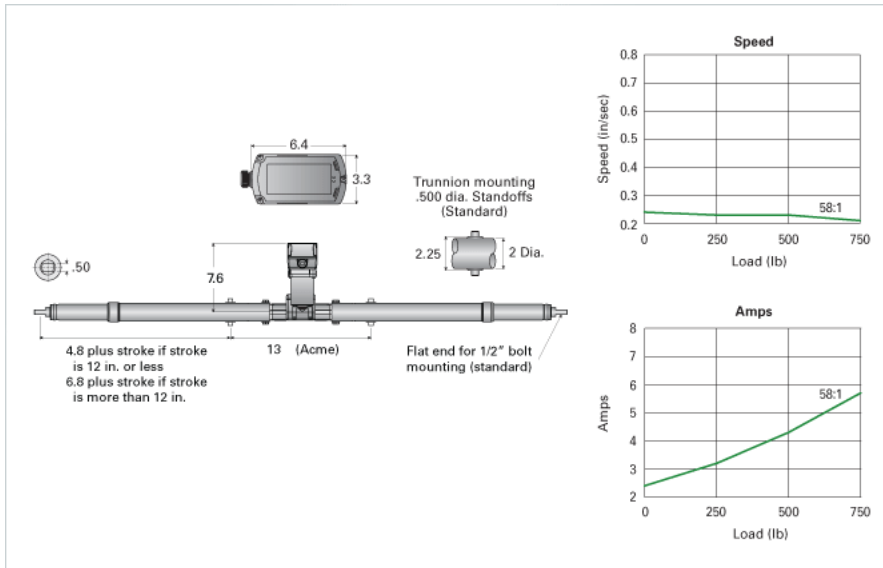 6.4
3.3
Trunnion mounting
.500 dia. Standoffs
(Standard)
2.25
2 Dia.
.50
7.6
4.8 plus stroke if stroke
is 12 in. or less
6.8 plus stroke if stroke
is more than 12 in.
13 (Acme)
Flat end for 1/2" bolt
mounting (standard)
Speed
Speed (in/sec)
0.8
0.7
0.6
0.5
0.4
0.3
0.2
58:1
0 250 500 750
Load (lb)
Amps
Amps
8
7
6
5
4
3
2
58:1
0 250 500 750
Load (lb)